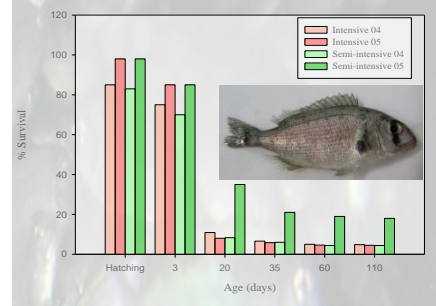 120
100
80
60
40
20
0
% Survival
Intensive 04
Intensive 05
Semi-intensive 04
Semi-intensive 05
Hatching 3 20 35 60 110
Age (days)